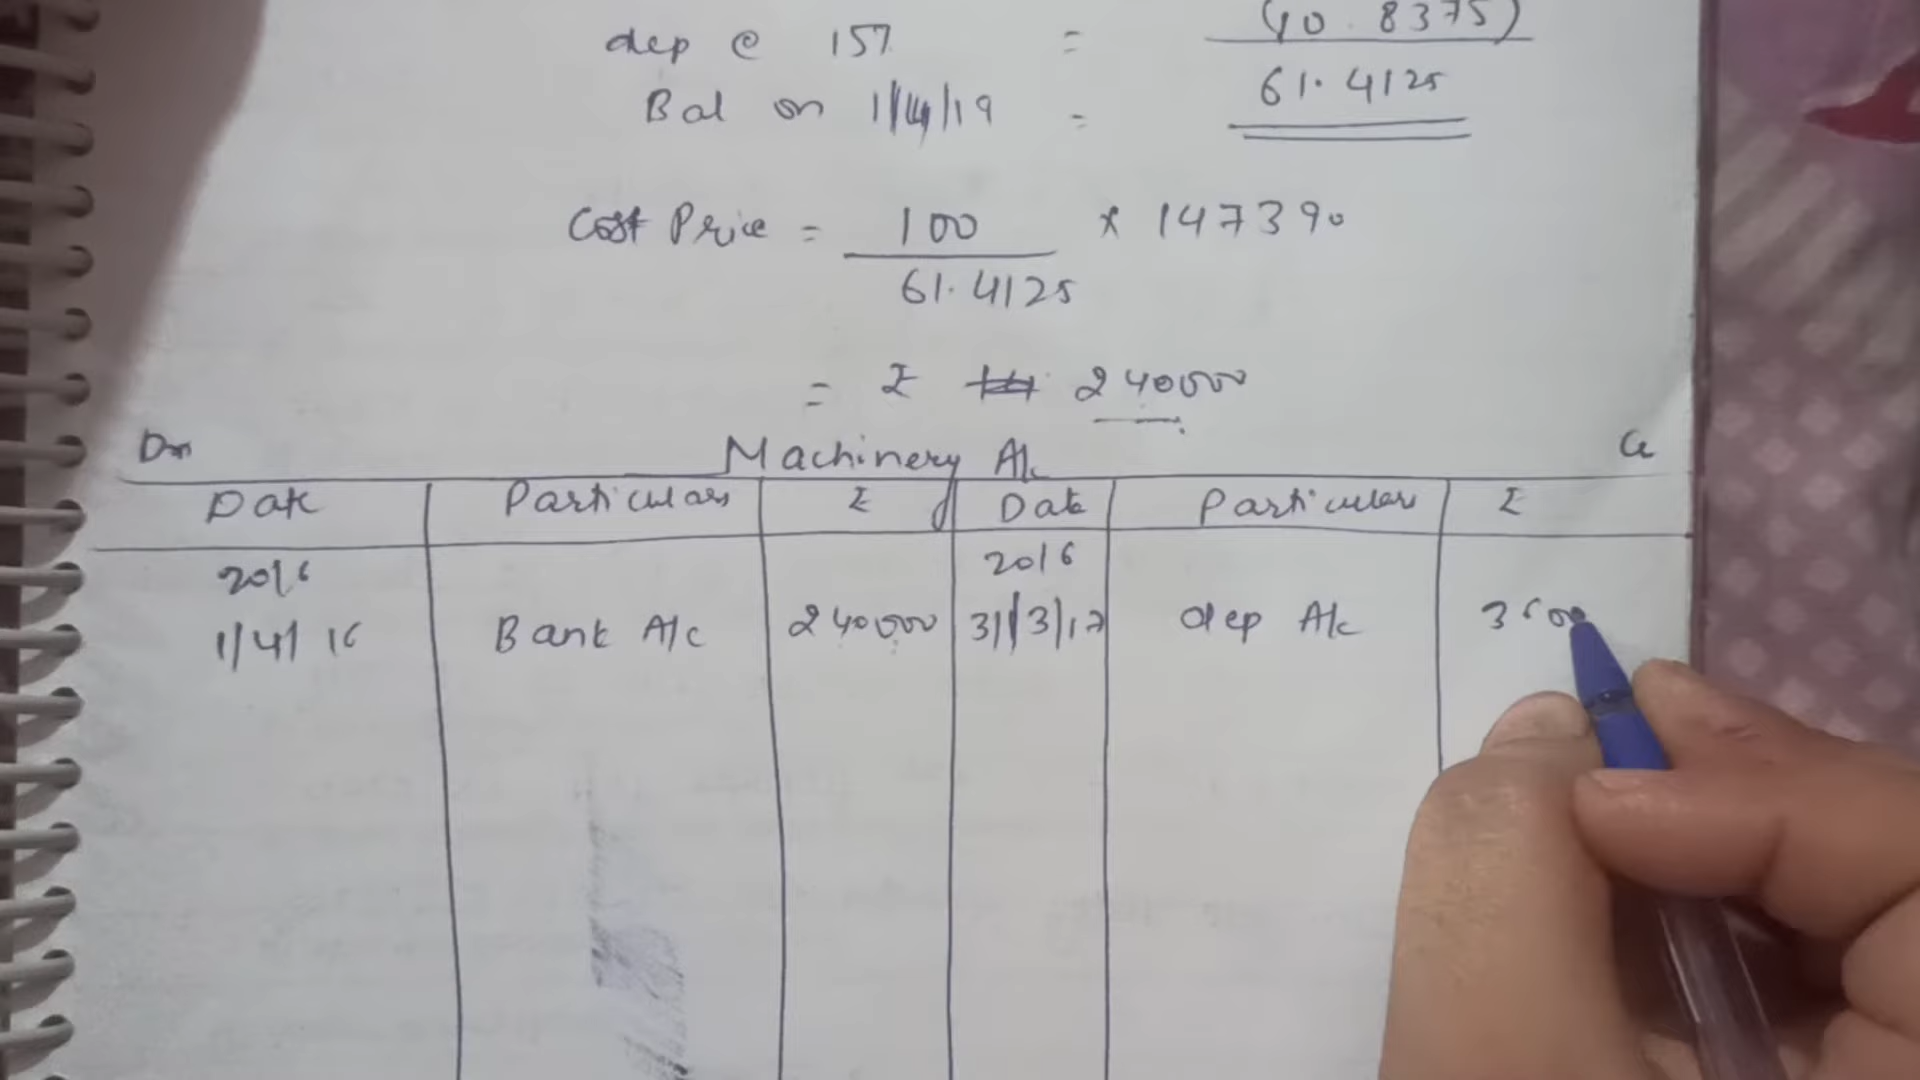 (40.8375)
dep @ 15% =
61.4125
Bal on 1/4/19 =
Cost Price = 100 / 61.4125 × 147390
= ₹ 240000
Dr Machinery A/c Cr
Date Particulars ₹ Date Particulars ₹
2016 2016
1/4/16 Bank A/c 240000 31/3/17 dep A/c 3600